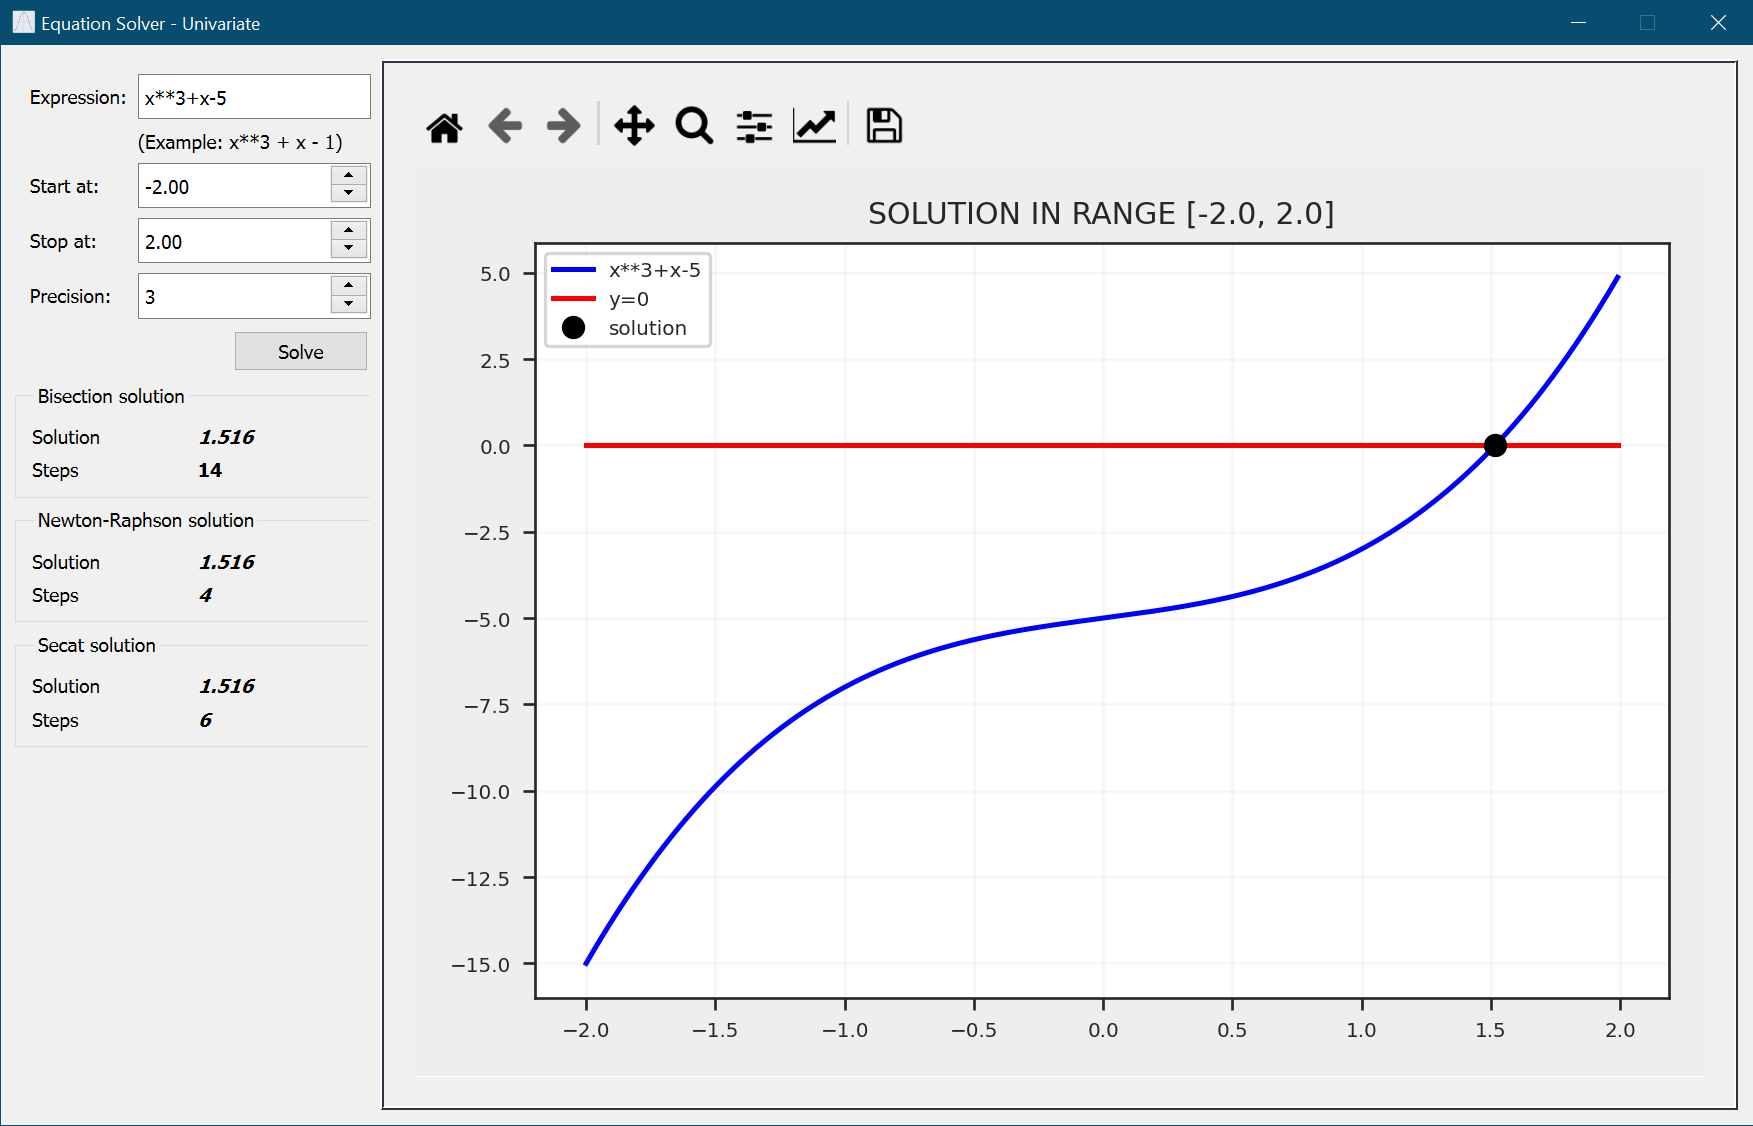 Equation Solver - Univariate
Expression: x**3+x-5
(Example: x**3 + x - 1)
Start at: -2.00
Stop at: 2.00
Precision: 3
Solve
Bisection solution
Solution 1.516
Steps 14
Newton-Raphson solution
Solution 1.516
Steps 4
Secat solution
Solution 1.516
Steps 6
SOLUTION IN RANGE [-2.0, 2.0]
x**3+x-5
y=0
solution
5.0
2.5
0.0
−2.5
−5.0
−7.5
−10.0
−12.5
−15.0
−2.0 −1.5 −1.0 −0.5 0.0 0.5 1.0 1.5 2.0